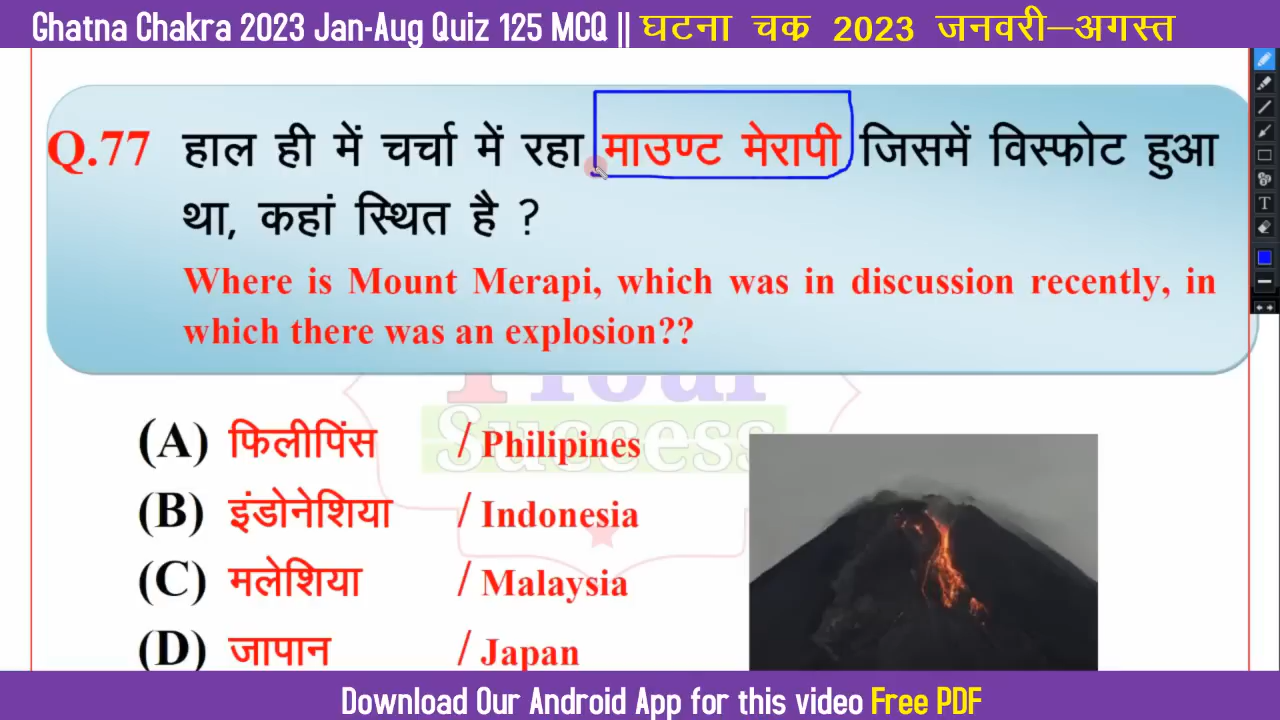 Ghatna Chakra 2023 Jan-Aug Quiz 125 MCQ || घटना चक्र 2023 जनवरी–अगस्त
Q.77 हाल ही में चर्चा में रहा माउण्ट मेरापी जिसमें विस्फोट हुआ
था, कहां स्थित है ?
Where is Mount Merapi, which was in discussion recently, in
which there was an explosion??
Success
(A) फिलीपिंस / Philipines
(B) इंडोनेशिया / Indonesia
(C) मलेशिया / Malaysia
(D) जापान / Japan
Download Our Android App for this video Free PDF